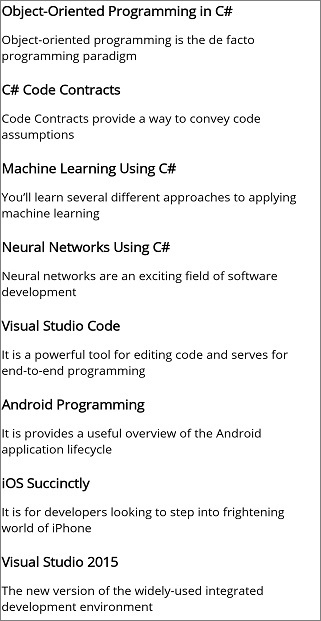 Object-Oriented Programming in C#
Object-oriented programming is the de facto
programming paradigm
C# Code Contracts
Code Contracts provide a way to convey code
assumptions
Machine Learning Using C#
You’ll learn several different approaches to applying
machine learning
Neural Networks Using C#
Neural networks are an exciting field of software
development
Visual Studio Code
It is a powerful tool for editing code and serves for
end-to-end programming
Android Programming
It is provides a useful overview of the Android
application lifecycle
iOS Succinctly
It is for developers looking to step into frightening
world of iPhone
Visual Studio 2015
The new version of the widely-used integrated
development environment